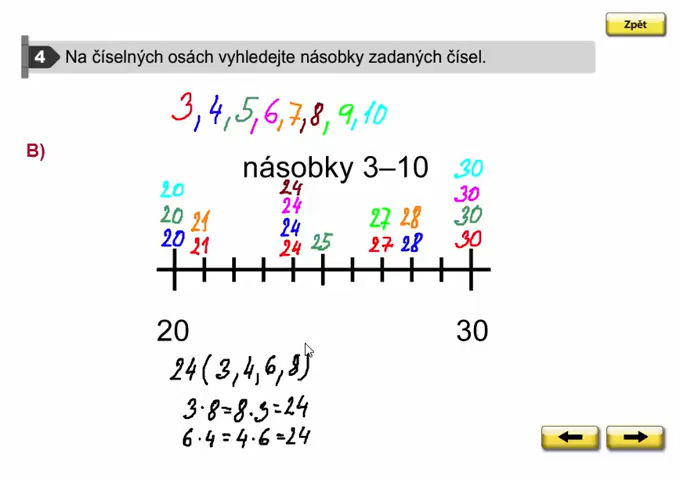 Zpět
4 Na číselných osách vyhledejte násobky zadaných čísel.
3, 4, 5, 6, 7, 8, 9, 10
B)
násobky 3–10
20 24 30
20 21 24 27 28 30
20 21 24 25 27 28 30
24 30
20 30
24 (3, 4, 6, 8)
3·8=8·3=24
6·4=4·6=24